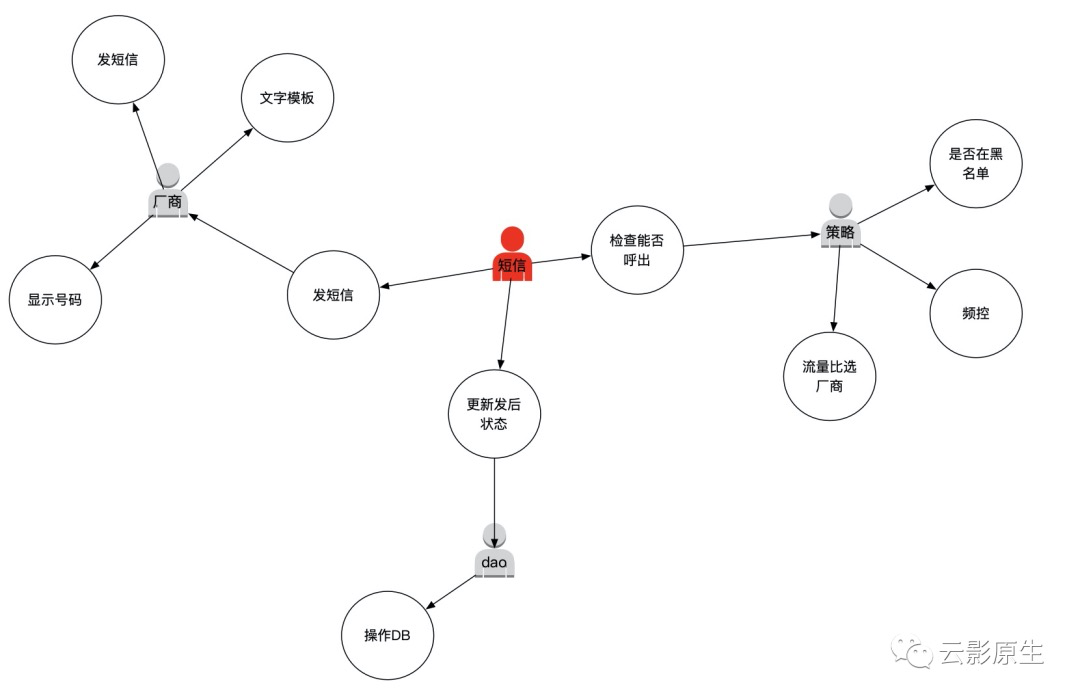 发短信
文字模板
厂商
显示号码
发短信
短信
检查能否
呼出
策略
是否在黑
名单
频控
流量比选
厂商
更新发后
状态
dao
操作DB
云影原生